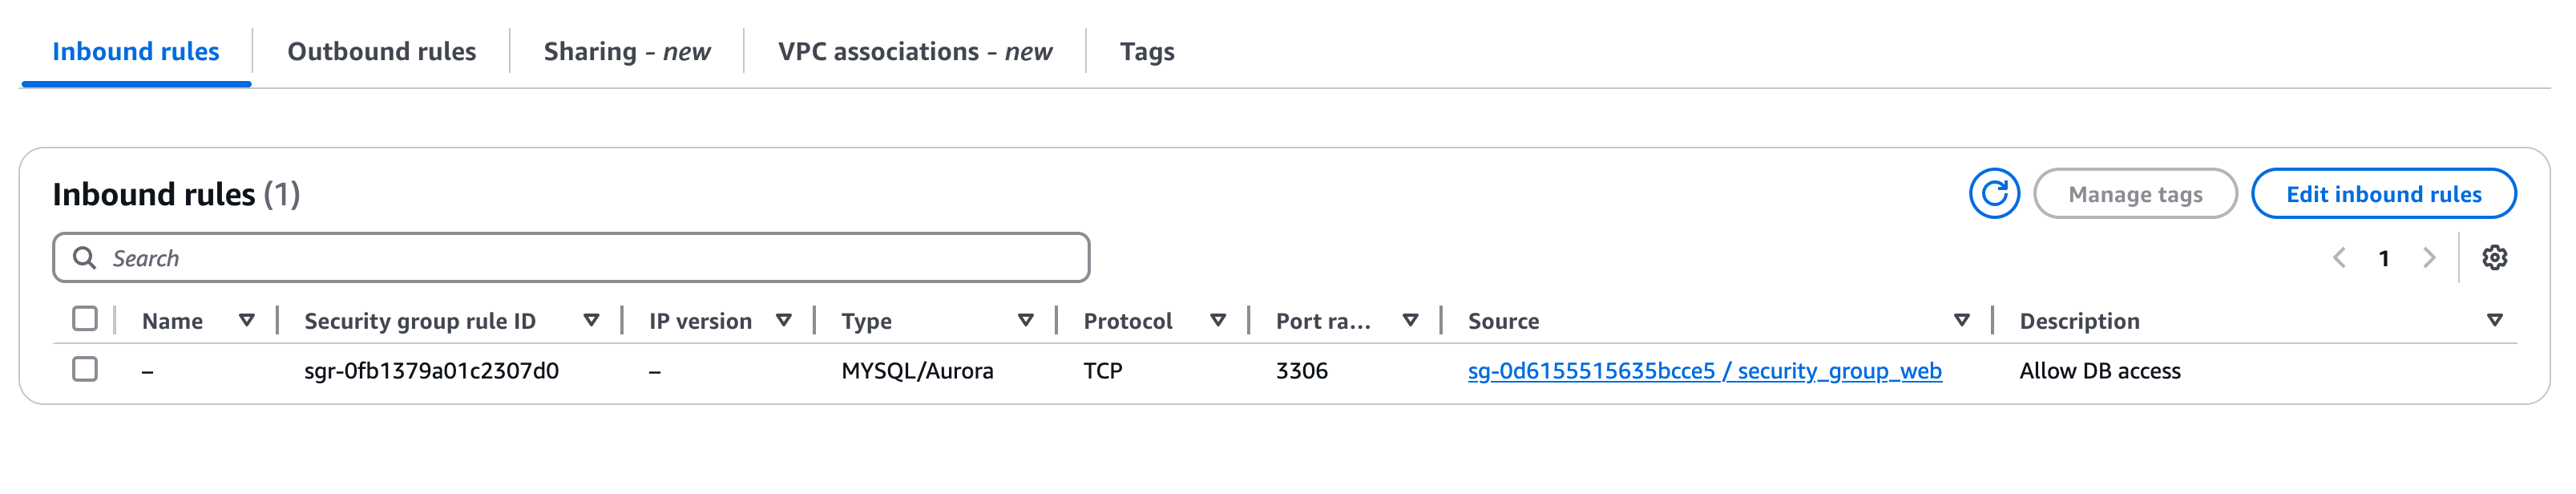 Inbound rules Outbound rules Sharing - new VPC associations - new Tags
Inbound rules (1) Manage tags Edit inbound rules
Search 1
Name Security group rule ID IP version Type Protocol Port ra... Source Description
– sgr-0fb1379a01c2307d0 – MYSQL/Aurora TCP 3306 sg-0d6155515635bcce5 / security_group_web Allow DB access